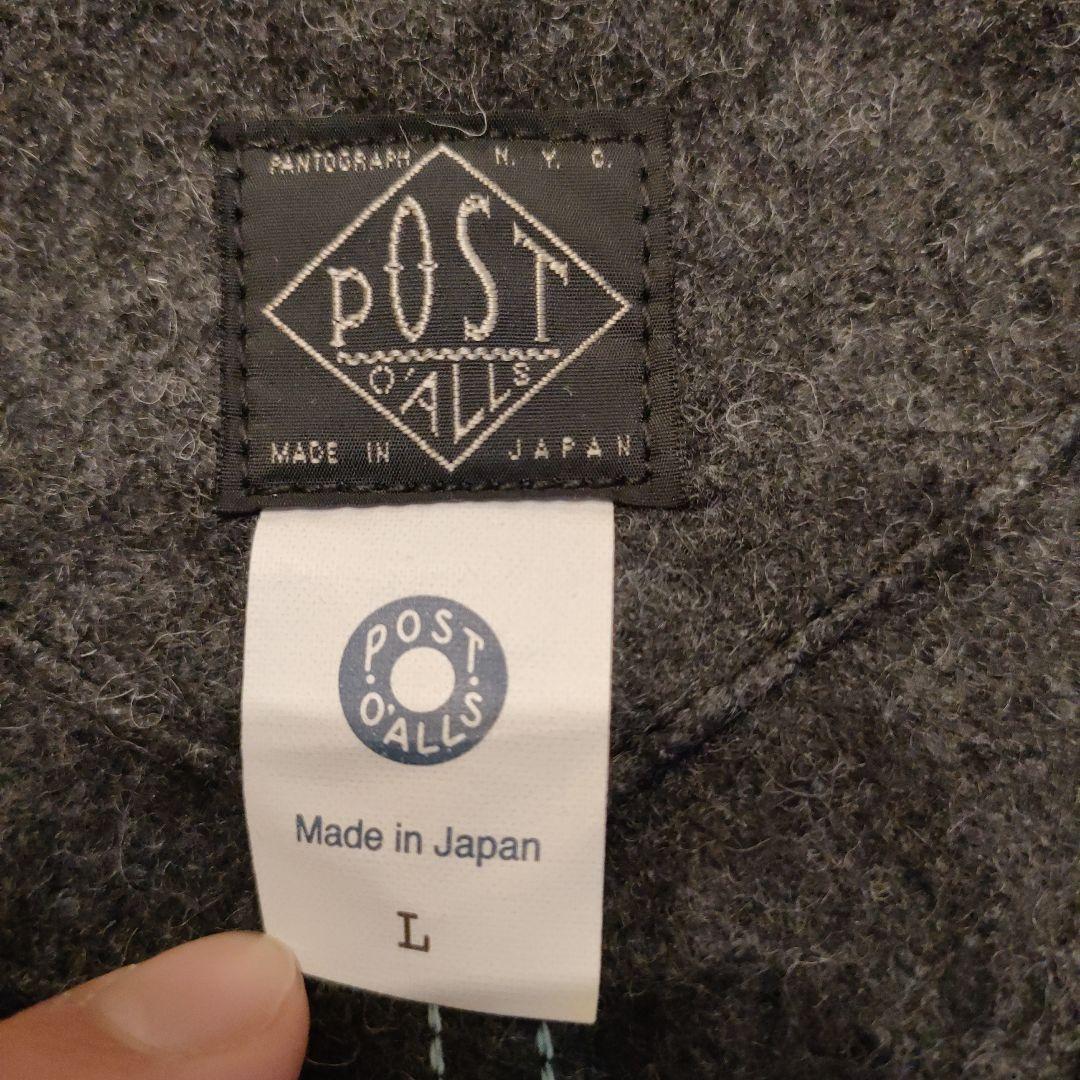 PANTOGRAPH N. Y. C.
POST
O'ALLS
MADE IN JAPAN
POST
O'ALLS
Made in Japan
L